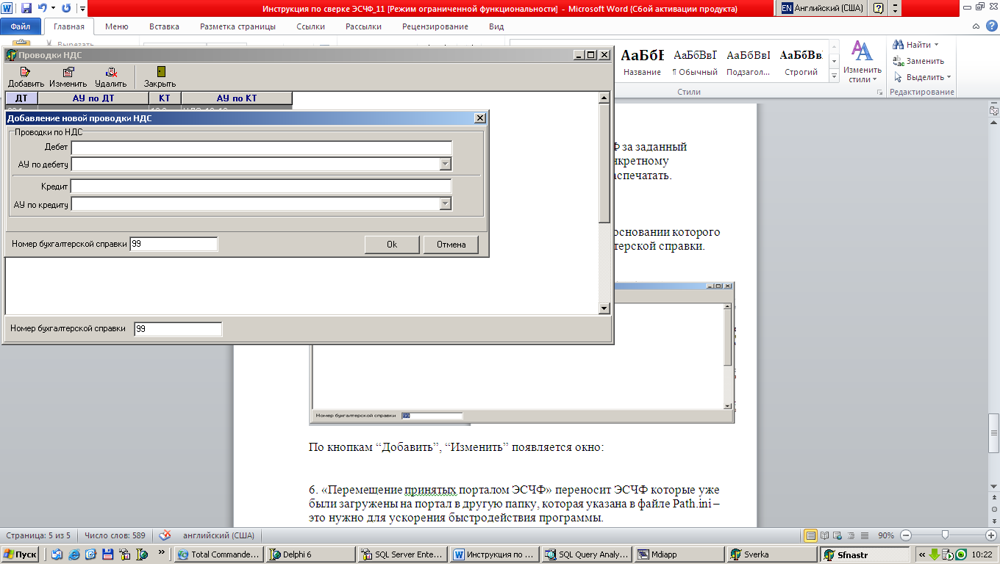 Инструкция по сверке ЭСЧФ_11 [Режим ограниченной функциональности] - Microsoft Word (Сбой активации продукта)
EN Английский (США)
Файл Главная Меню Вставка Разметка страницы Ссылки Рассылки Рецензирование Вид
Вырезать
Проводки НДС
Добавить Изменить Удалить Закрыть
ДТ АУ по ДТ КТ АУ по КТ
Добавление новой проводки НДС
Проводки по НДС
Дебет
АУ по дебету
Кредит
АУ по кредиту
Номер бухгалтерской справки 99
Ok Отмена
Номер бухгалтерской справки 99
АаБбВ АаБбВвІ АаБбВвІ АаБбВв
Название ¶ Обычный Подзагол... Строгий
Изменить стили
Стили
Найти
Заменить
Выделить
Редактирование
за заданный
нкретному
аспечатать.
основании которого
терской справки.
Номер бухгалтерской справки 99
По кнопкам “Добавить”, “Изменить” появляется окно:
6. «Перемещение принятых порталом ЭСЧФ» переносит ЭСЧФ которые уже
были загружены на портал в другую папку, которая указана в файле Path.ini –
это нужно для ускорения быстродействия программы.
Страница: 5 из 5 Число слов: 589 английский (США) 90%
Пуск » Total Commande... Delphi 6 SQL Server Ente... Инструкция по ... SQL Query Analy... Mdiapp Sverka Sfnastr « 10:22